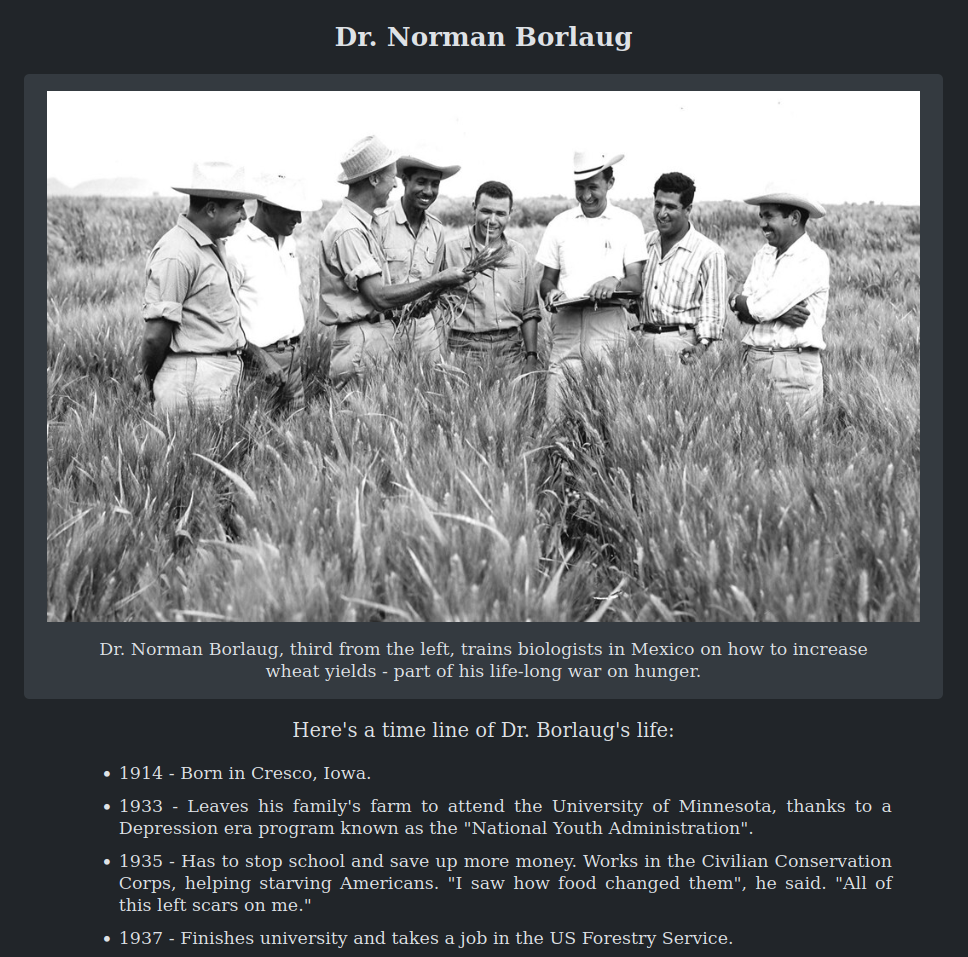 Dr. Norman Borlaug
Dr. Norman Borlaug, third from the left, trains biologists in Mexico on how to increase
wheat yields - part of his life-long war on hunger.
Here's a time line of Dr. Borlaug's life:
• 1914 - Born in Cresco, Iowa.
• 1933 - Leaves his family's farm to attend the University of Minnesota, thanks to a
Depression era program known as the "National Youth Administration".
• 1935 - Has to stop school and save up more money. Works in the Civilian Conservation
Corps, helping starving Americans. "I saw how food changed them", he said. "All of
this left scars on me."
• 1937 - Finishes university and takes a job in the US Forestry Service.